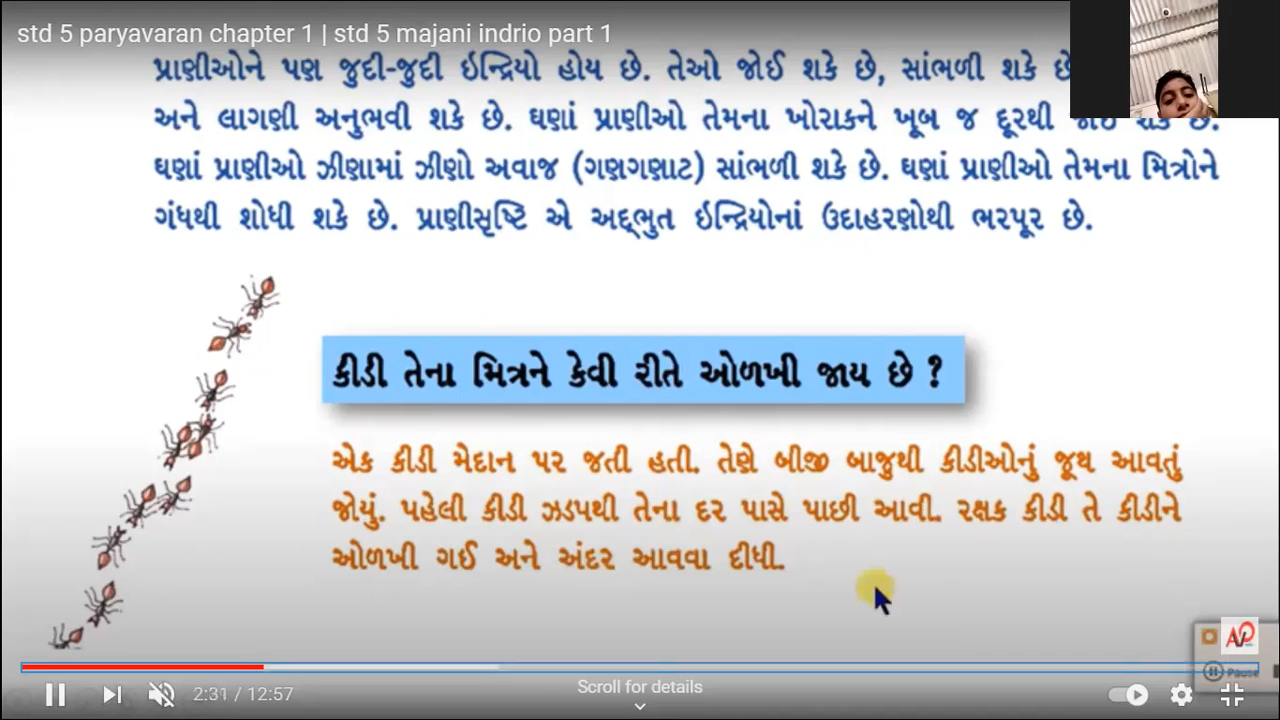 std 5 paryavaran chapter 1 | std 5 majani indrio part 1
પ્રાણીઓને પણ જુદી-જુદી ઇન્દ્રિયો હોય છે. તેઓ જોઈ શકે છે, સાંભળી શકે છે
અને લાગણી અનુભવી શકે છે. ઘણાં પ્રાણીઓ તેમના ખોરાકને ખૂબ જ દૂરથી જોઈ શકે છે.
ઘણાં પ્રાણીઓ ઝીણામાં ઝીણો અવાજ (ગણગણાટ) સાંભળી શકે છે. ઘણાં પ્રાણીઓ તેમના મિત્રોને
ગંધથી શોધી શકે છે. પ્રાણીસૃષ્ટિ એ અદ્ભુત ઇન્દ્રિયોનાં ઉદાહરણોથી ભરપૂર છે.
કીડી તેના મિત્રને કેવી રીતે ઓળખી જાય છે ?
એક કીડી મેદાન પર જતી હતી. તેણે બીજી બાજુથી કીડીઓનું જૂથ આવતું
જોયું. પહેલી કીડી ઝડપથી તેના દર પાસે પાછી આવી. રક્ષક કીડી તે કીડીને
ઓળખી ગઈ અને અંદર આવવા દીધી.
Pause
2:31 / 12:57
Scroll for details